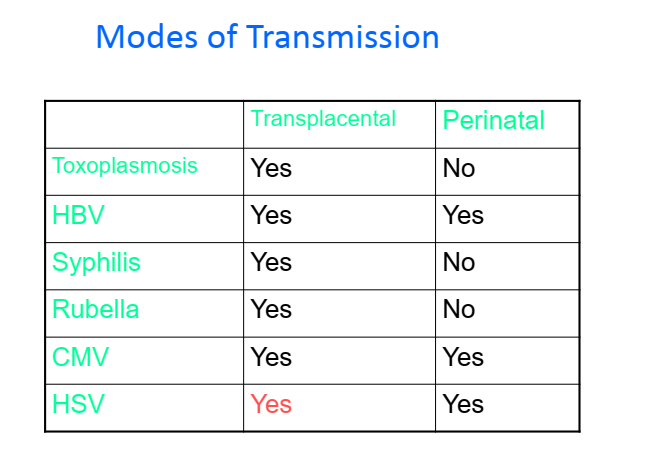 Modes of Transmission
Transplacental Perinatal
Toxoplasmosis Yes No
HBV Yes Yes
Syphilis Yes No
Rubella Yes No
CMV Yes Yes
HSV Yes Yes